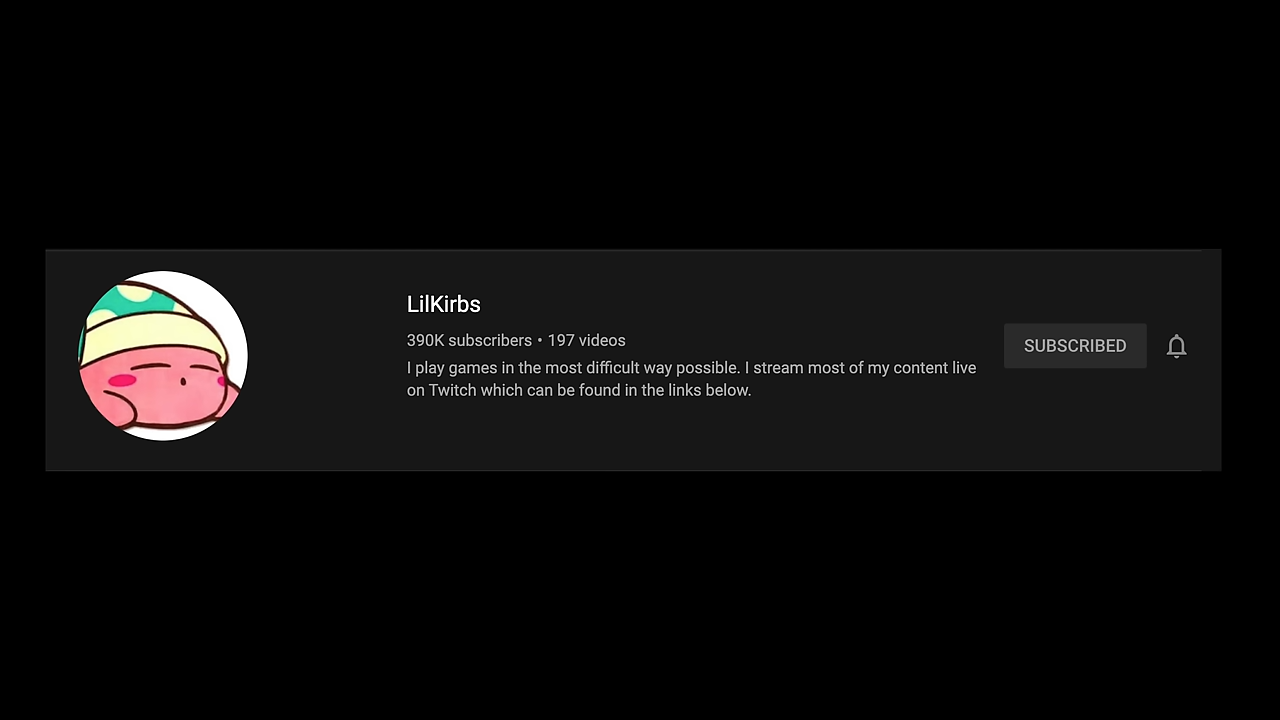 LilKirbs
390K subscribers • 197 videos
I play games in the most difficult way possible. I stream most of my content live
on Twitch which can be found in the links below.
SUBSCRIBED